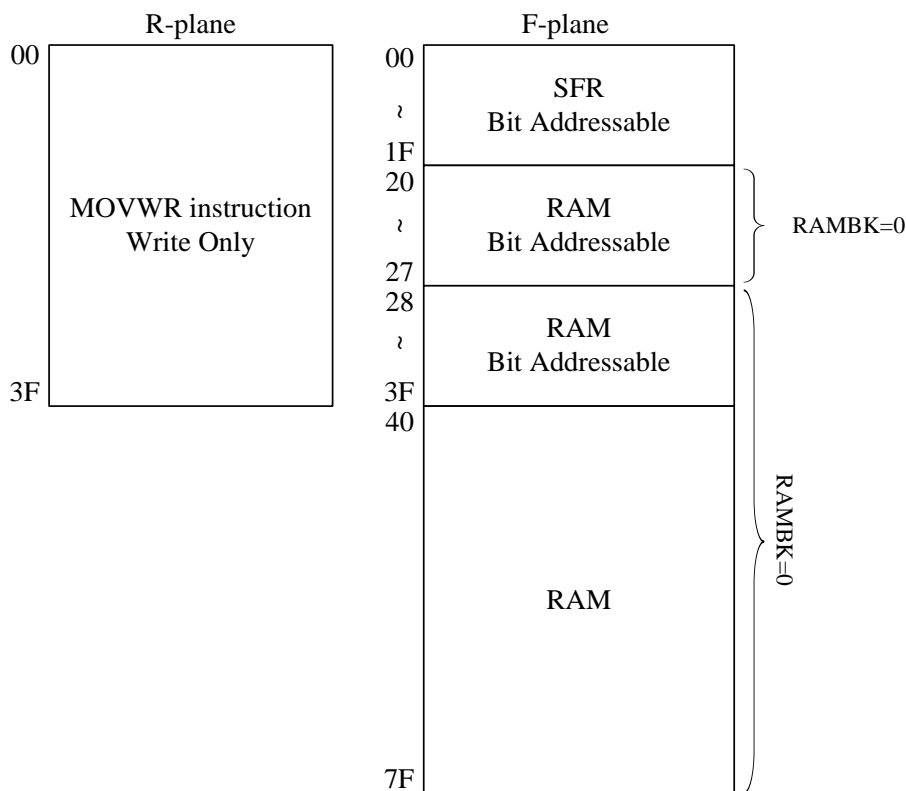 R-plane
00
MOVWR instruction
Write Only
3F
F-plane
00
~
1F
SFR
Bit Addressable
20
~
27
RAM
Bit Addressable
RAMBK=0
28
~
3F
RAM
Bit Addressable
40
RAM
7F
RAMBK=0